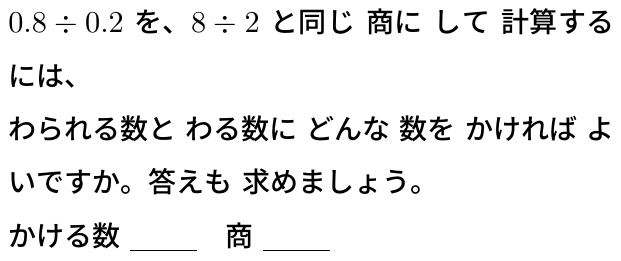 0.8 ÷ 0.2 を、8 ÷ 2 と同じ 商に して 計算する
には、
わられる数と わる数に どんな 数を かければ よ
いですか。答えも 求めましょう。
かける数 ____ 商 ____